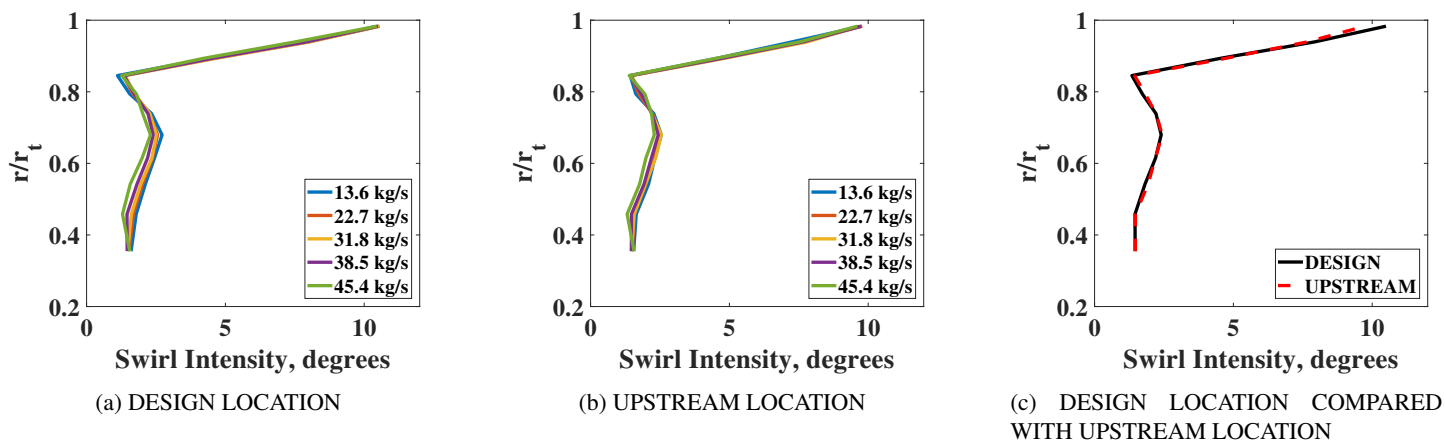 1
0.8
0.6
0.4
0.2
r/r_t
0 5 10
Swirl Intensity, degrees
13.6 kg/s
22.7 kg/s
31.8 kg/s
38.5 kg/s
45.4 kg/s
(a) DESIGN LOCATION
1
0.8
0.6
0.4
0.2
r/r_t
0 5 10
Swirl Intensity, degrees
13.6 kg/s
22.7 kg/s
31.8 kg/s
38.5 kg/s
45.4 kg/s
(b) UPSTREAM LOCATION
1
0.8
0.6
0.4
0.2
r/r_t
0 5 10
Swirl Intensity, degrees
DESIGN
UPSTREAM
(c) DESIGN LOCATION COMPARED
WITH UPSTREAM LOCATION